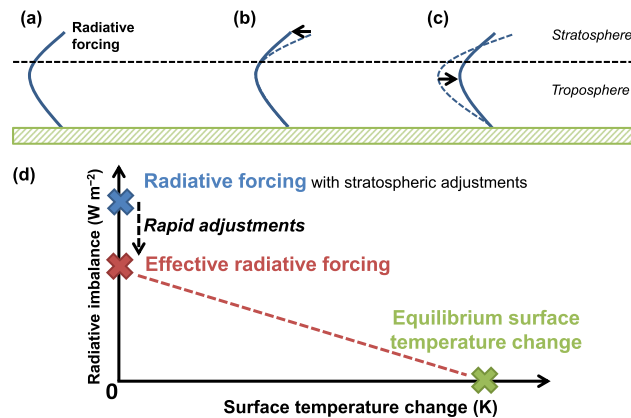 (a)
Radiative
forcing
(b)
(c)
Stratosphere
Troposphere
(d)
Radiative forcing with stratospheric adjustments
Rapid adjustments
Effective radiative forcing
Equilibrium surface
temperature change
Radiative imbalance (W m⁻²)
0
Surface temperature change (K)